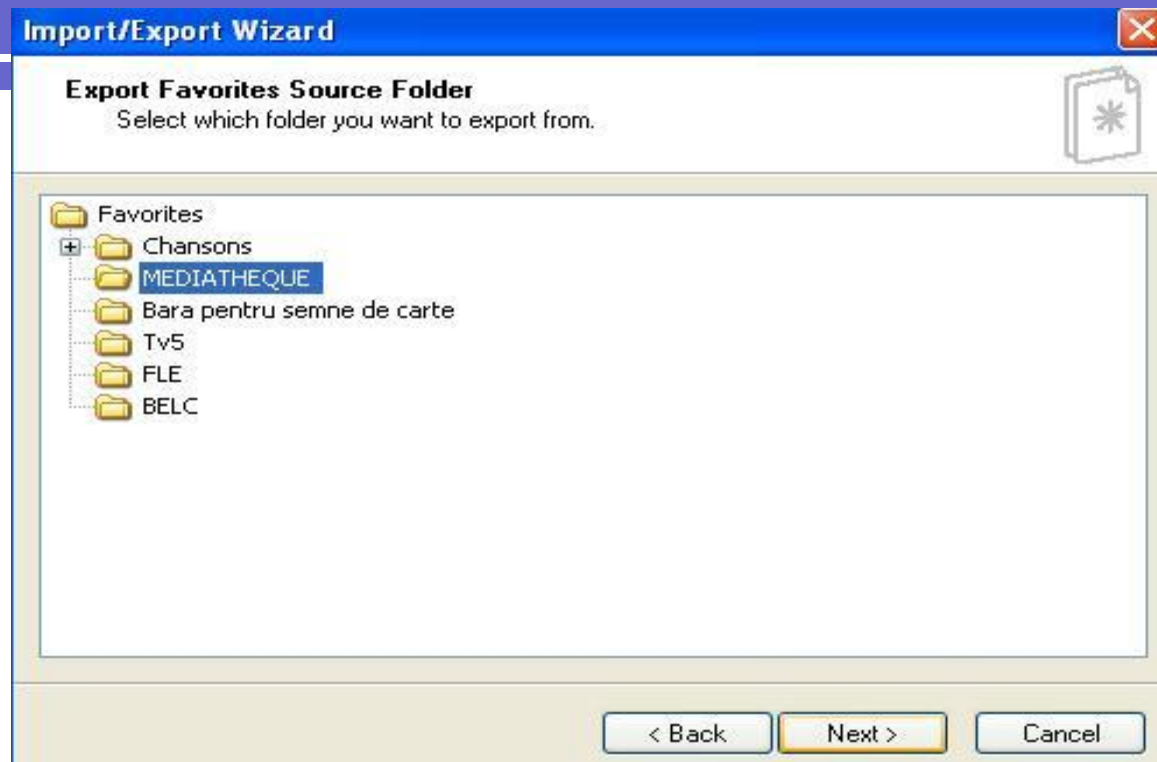 Import/Export Wizard
Export Favorites Source Folder
Select which folder you want to export from.
Favorites
Chansons
MEDIATHEQUE
Bara pentru semne de carte
Tv5
FLE
BELC
< Back
Next >
Cancel